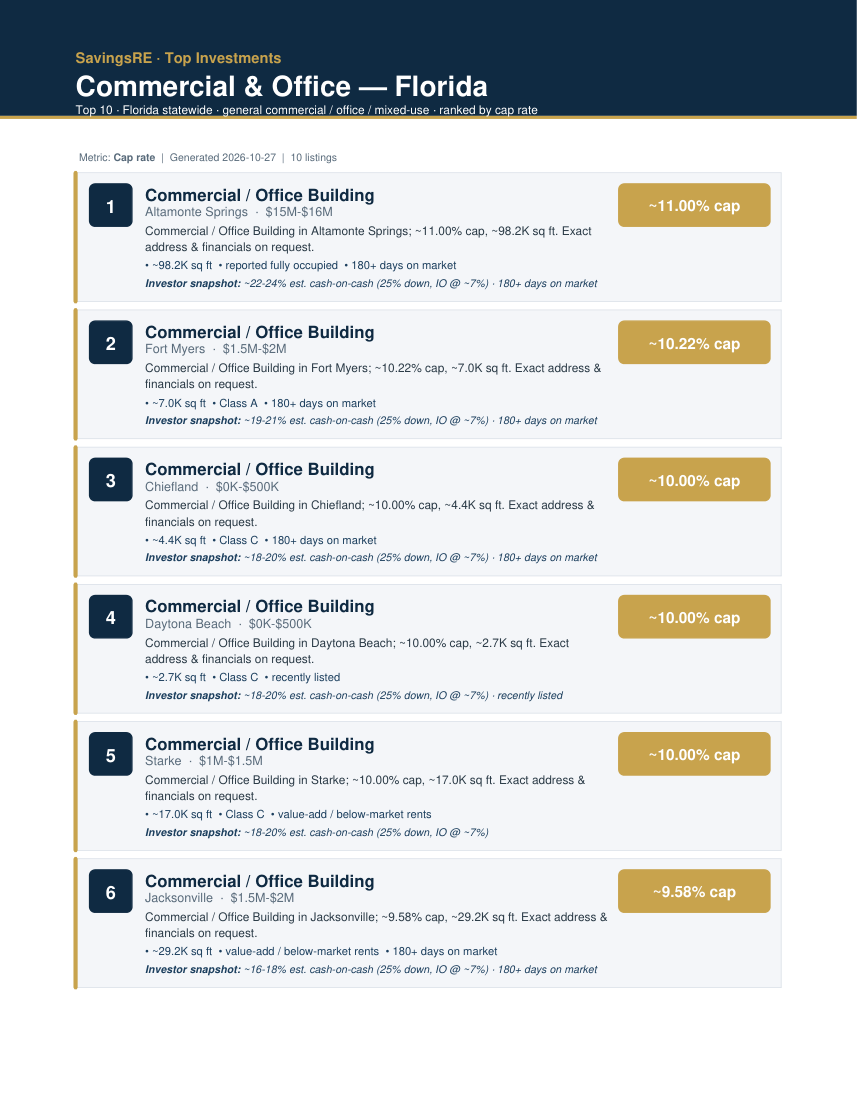 SavingsRE · Top Investments
Commercial & Office — Florida
Top 10 · Florida statewide · general commercial / office / mixed-use · ranked by cap rate
Metric: Cap rate | Generated 2026-10-27 | 10 listings
1
Commercial / Office Building
~11.00% cap
Altamonte Springs · $15M-$16M
Commercial / Office Building in Altamonte Springs; ~11.00% cap, ~98.2K sq ft. Exact
address & financials on request.
• ~98.2K sq ft • reported fully occupied • 180+ days on market
Investor snapshot: ~22-24% est. cash-on-cash (25% down, IO @ ~7%) · 180+ days on market
2
Commercial / Office Building
~10.22% cap
Fort Myers · $1.5M-$2M
Commercial / Office Building in Fort Myers; ~10.22% cap, ~7.0K sq ft. Exact address &
financials on request.
• ~7.0K sq ft • Class A • 180+ days on market
Investor snapshot: ~19-21% est. cash-on-cash (25% down, IO @ ~7%) · 180+ days on market
3
Commercial / Office Building
~10.00% cap
Chiefland · $0K-$500K
Commercial / Office Building in Chiefland; ~10.00% cap, ~4.4K sq ft. Exact address &
financials on request.
• ~4.4K sq ft • Class C • 180+ days on market
Investor snapshot: ~18-20% est. cash-on-cash (25% down, IO @ ~7%) · 180+ days on market
4
Commercial / Office Building
~10.00% cap
Daytona Beach · $0K-$500K
Commercial / Office Building in Daytona Beach; ~10.00% cap, ~2.7K sq ft. Exact
address & financials on request.
• ~2.7K sq ft • Class C • recently listed
Investor snapshot: ~18-20% est. cash-on-cash (25% down, IO @ ~7%) · recently listed
5
Commercial / Office Building
~10.00% cap
Starke · $1M-$1.5M
Commercial / Office Building in Starke; ~10.00% cap, ~17.0K sq ft. Exact address &
financials on request.
• ~17.0K sq ft • Class C • value-add / below-market rents
Investor snapshot: ~18-20% est. cash-on-cash (25% down, IO @ ~7%)
6
Commercial / Office Building
~9.58% cap
Jacksonville · $1.5M-$2M
Commercial / Office Building in Jacksonville; ~9.58% cap, ~29.2K sq ft. Exact address &
financials on request.
• ~29.2K sq ft • value-add / below-market rents • 180+ days on market
Investor snapshot: ~16-18% est. cash-on-cash (25% down, IO @ ~7%) · 180+ days on market